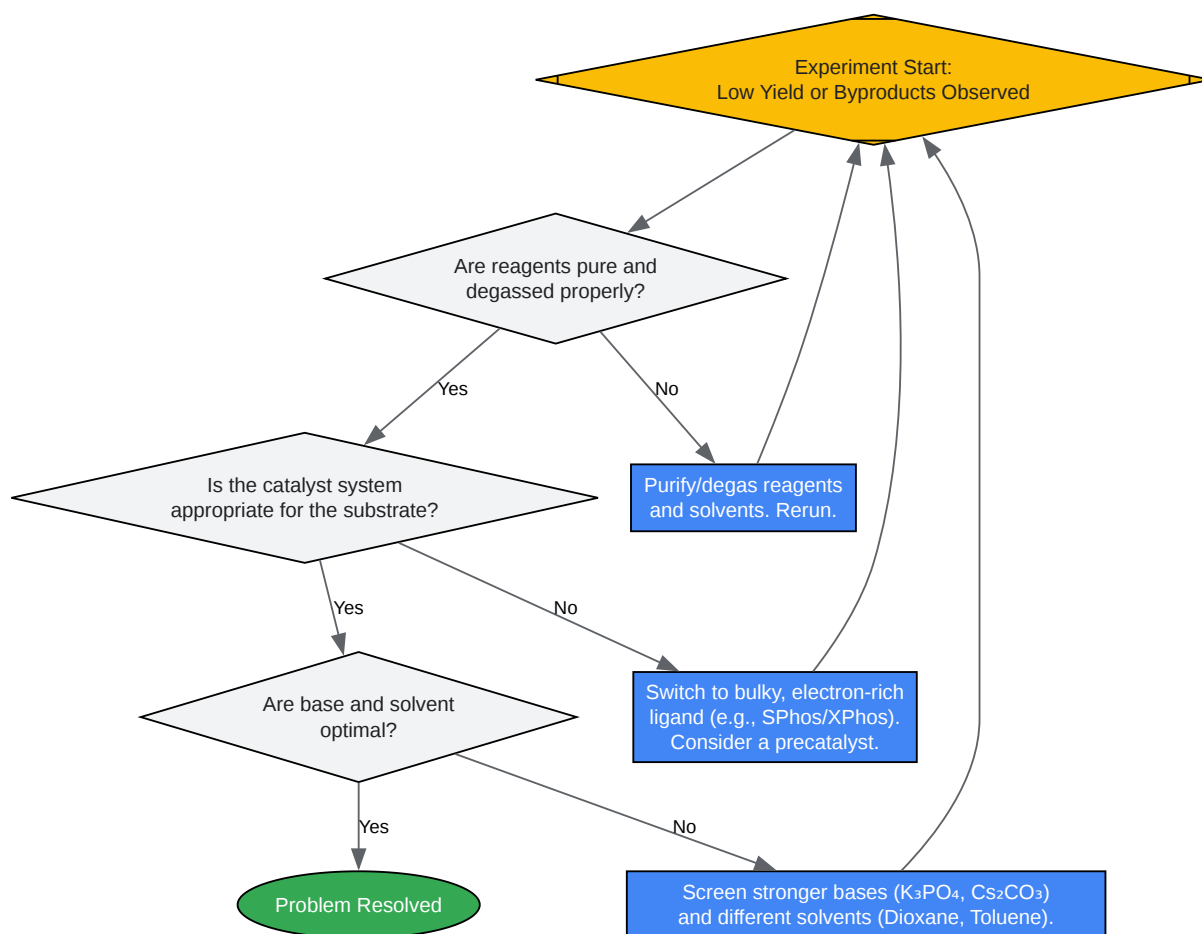 Experiment Start:
Low Yield or Byproducts Observed
Are reagents pure and
degassed properly?
Yes
No
Is the catalyst system
appropriate for the substrate?
Purify/degas reagents
and solvents. Rerun.
Yes
No
Are base and solvent
optimal?
Switch to bulky, electron-rich
ligand (e.g., SPhos/XPhos).
Consider a precatalyst.
Yes
No
Problem Resolved
Screen stronger bases (K₃PO₄, Cs₂CO₃)
and different solvents (Dioxane, Toluene).